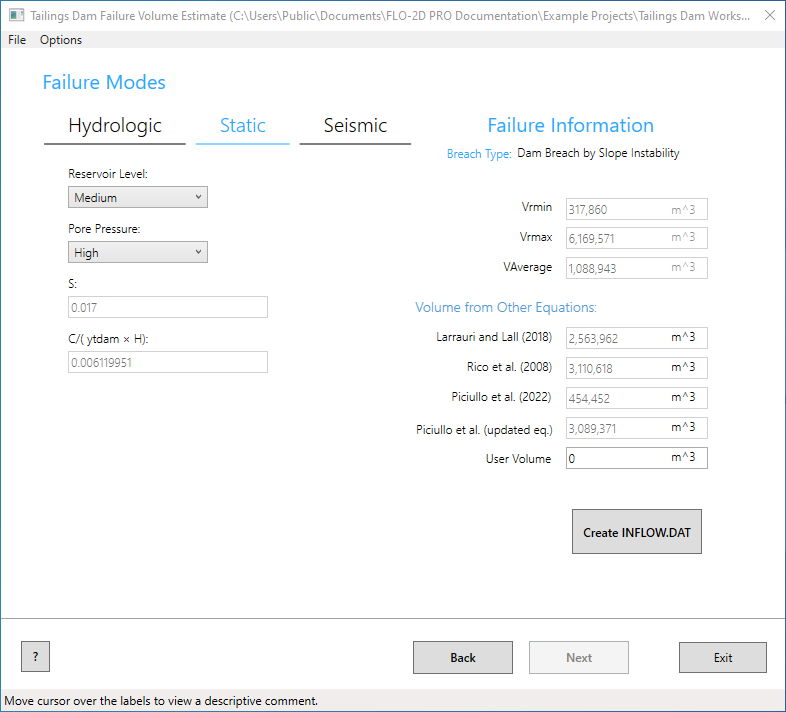 Tailings Dam Failure Volume Estimate (C:\Users\Public\Documents\FLO-2D PRO Documentation\Example Projects\Tailings Dam Works...
File Options
Failure Modes
Hydrologic Static Seismic
Reservoir Level:
Medium
Pore Pressure:
High
S:
0.017
C/( ytdam × H):
0.006119951
Failure Information
Breach Type: Dam Breach by Slope Instability
Vrmin 317,860 m^3
Vrmax 6,169,571 m^3
VAverage 1,088,943 m^3
Volume from Other Equations:
Larrauri and Lall (2018) 2,563,962 m^3
Rico et al. (2008) 3,110,618 m^3
Piciullo et al. (2022) 454,452 m^3
Piciullo et al. (updated eq.) 3,089,371 m^3
User Volume 0 m^3
Create INFLOW.DAT
? Back Next Exit
Move cursor over the labels to view a descriptive comment.